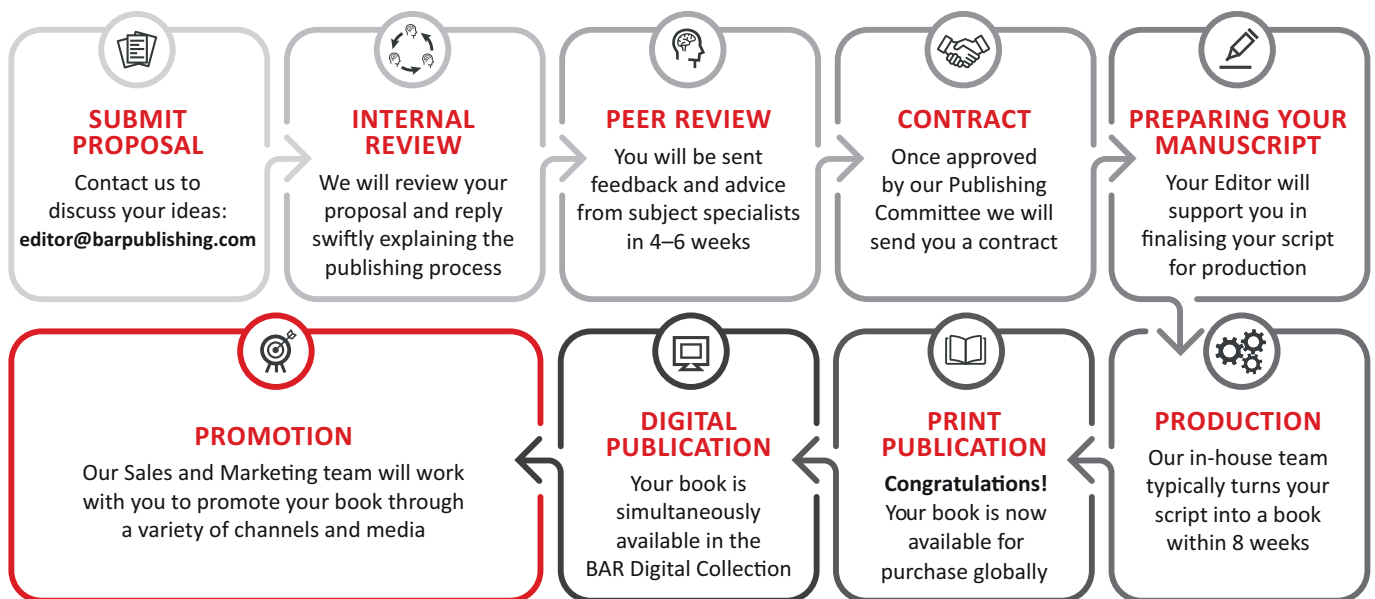 SUBMIT
PROPOSAL
Contact us to
discuss your ideas:
editor@barpublishing.com
INTERNAL
REVIEW
We will review your
proposal and reply
swiftly explaining the
publishing process
PEER REVIEW
You will be sent
feedback and advice
from subject specialists
in 4–6 weeks
CONTRACT
Once approved
by our Publishing
Committee we will
send you a contract
PREPARING YOUR
MANUSCRIPT
Your Editor will
support you in
finalising your script
for production
PRODUCTION
Our in-house team
typically turns your
script into a book
within 8 weeks
PRINT
PUBLICATION
Congratulations!
Your book is now
available for
purchase globally
DIGITAL
PUBLICATION
Your book is
simultaneously
available in the
BAR Digital Collection
PROMOTION
Our Sales and Marketing team will work
with you to promote your book through
a variety of channels and media